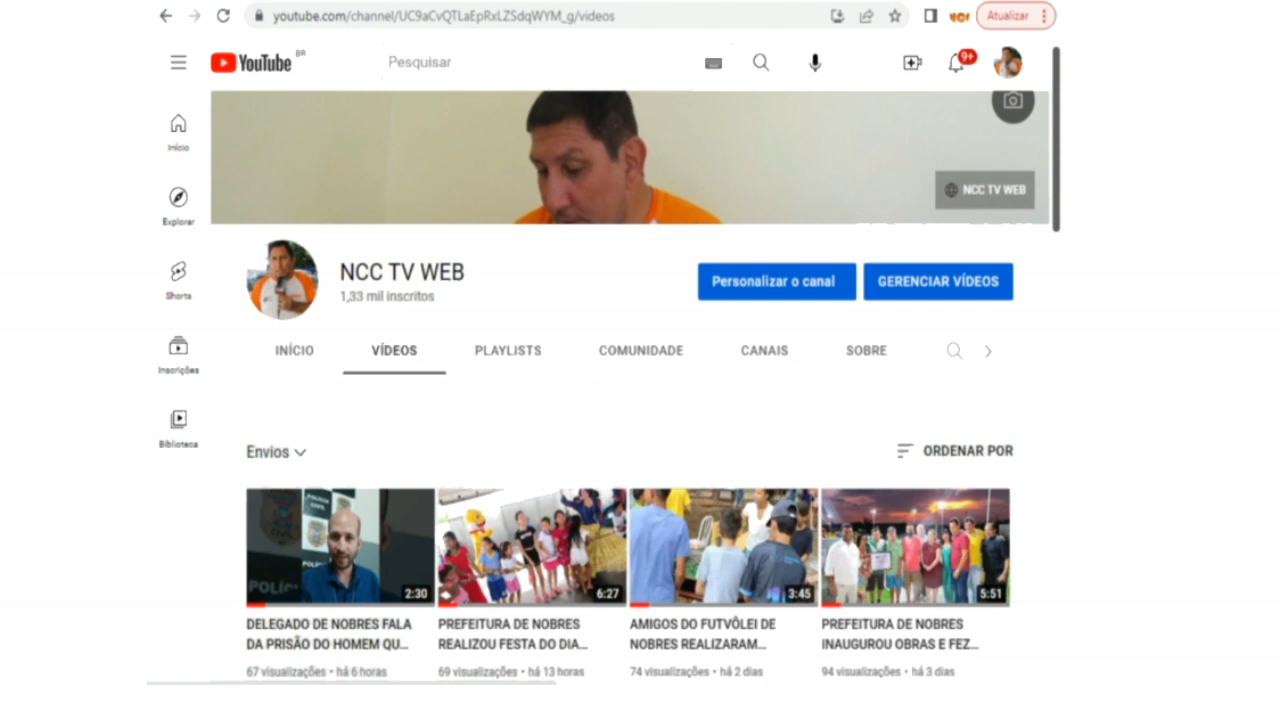 youtube.com/channel/UC9aCvQTLaEpRxLZSdqWYM_g/videos
Atualizar
YouTube BR
Pesquisar
9+
Início
Explorar
Shorts
Inscrições
Biblioteca
NCC TV WEB
NCC TV WEB
1,33 mil inscritos
Personalizar o canal
GERENCIAR VÍDEOS
INÍCIO VÍDEOS PLAYLISTS COMUNIDADE CANAIS SOBRE
Envios
ORDENAR POR
POLÍCIA
CIVIL
POLÍCI
2:30
DELEGADO DE NOBRES FALA
DA PRISÃO DO HOMEM QU...
67 visualizações • há 6 horas
6:27
PREFEITURA DE NOBRES
REALIZOU FESTA DO DIA...
69 visualizações • há 13 horas
3:45
AMIGOS DO FUTVÔLEI DE
NOBRES REALIZARAM...
74 visualizações • há 2 dias
5:51
PREFEITURA DE NOBRES
INAUGUROU OBRAS E FEZ...
94 visualizações • há 3 dias